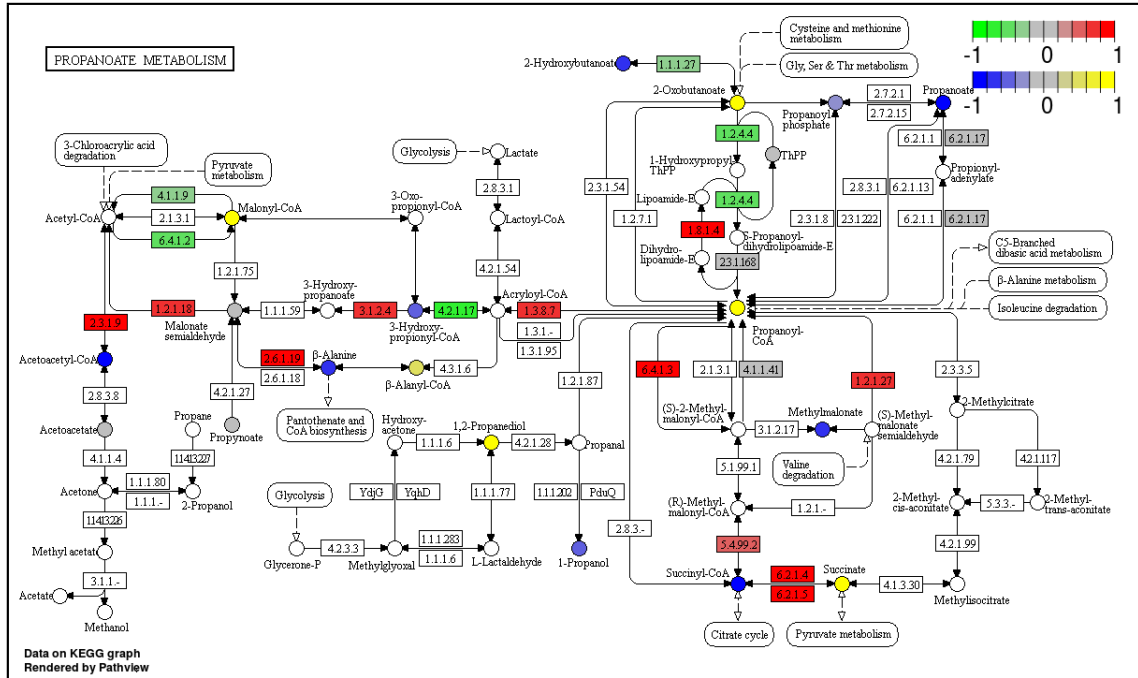 PROPANOATE METABOLISM
Cysteine and methionine
metabolism
-1 0 1
2-Hydroxybutanoate
1.1.1.27
Gly, Ser & Thr metabolism
-1 0 1
2-Oxobutanoate
2.7.2.1
Propanoate
Propanoyl
phosphate
2.7.2.15
3-Chloroacrylic acid
degradation
Glycolysis
Lactate
1.2.4.4
6.2.1.1
6.2.1.17
ThPP
Pyruvate
metabolism
1-Hydroxypropyl-
ThPP
Propionyl-
adenylate
2.8.3.1
2.3.1.54
2.8.3.1
6.2.1.13
4.1.1.9
3-Oxo-
propionyl-CoA
Lipoamide-E
1.2.4.4
Acetyl-CoA
2.1.3.1
Malonyl-CoA
Lactoyl-CoA
1.2.7.1
2.3.1.8
2.3.1.222
6.2.1.1
6.2.1.17
6.4.1.2
1.8.1.4
S-Propanoyl-
dihydrolipoamide-E
C5-Branched
dibasic acid metabolism
1.2.1.75
4.2.1.54
Dihydro-
lipoamide-E
2.3.1.168
β-Alanine metabolism
3-Hydroxy-
propanoate
Acryloyl-CoA
Isoleucine degradation
1.2.1.18
1.1.1.59
3.1.2.4
4.2.1.17
1.3.8.7
2.3.1.9
Malonate
semialdehyde
3-Hydroxy-
propionyl-CoA
1.3.1.-
1.3.1.95
Propanoyl-
CoA
Acetoacetyl-CoA
2.6.1.19
β-Alanine
6.4.1.3
2.1.3.1
4.1.1.41
1.2.1.27
2.3.3.5
2.6.1.18
β-Alanyl-CoA
4.3.1.6
1.2.1.87
2.8.3.8
4.2.1.27
2-Methylcitrate
Propane
Pantothenate and
CoA biosynthesis
Hydroxy-
acetone
1,2-Propanediol
(S)-2-Methyl-
malonyl-CoA
Methylmalonate
(S)-Methyl-
malonate
semialdehyde
Acetoacetate
Propynoate
1.1.1.6
4.2.1.28
Propanal
3.1.2.17
4.1.1.4
1.14.13.227
5.1.99.1
Valine
degradation
4.2.1.79
4.2.1.117
1.1.1.80
Glycolysis
YdjG
YqhD
1.1.1.77
1.1.1.202
PduQ
Acetone
1.1.1.-
2-Propanol
(R)-Methyl-
malonyl-CoA
1.2.1.-
2-Methyl-
cis-aconitate
5.3.3.-
2-Methyl-
trans-aconitate
1.14.13.226
2.8.3.-
1.1.1.283
5.4.99.2
4.2.1.99
4.2.3.3
1.1.1.6
Methyl acetate
Glycerone-P
Methylglyoxal
L-Lactaldehyde
1-Propanol
Succinyl-CoA
6.2.1.4
Succinate
3.1.1.-
6.2.1.5
4.1.3.30
Methylisocitrate
Acetate
Methanol
Citrate cycle
Pyruvate metabolism
Data on KEGG graph
Rendered by Pathview